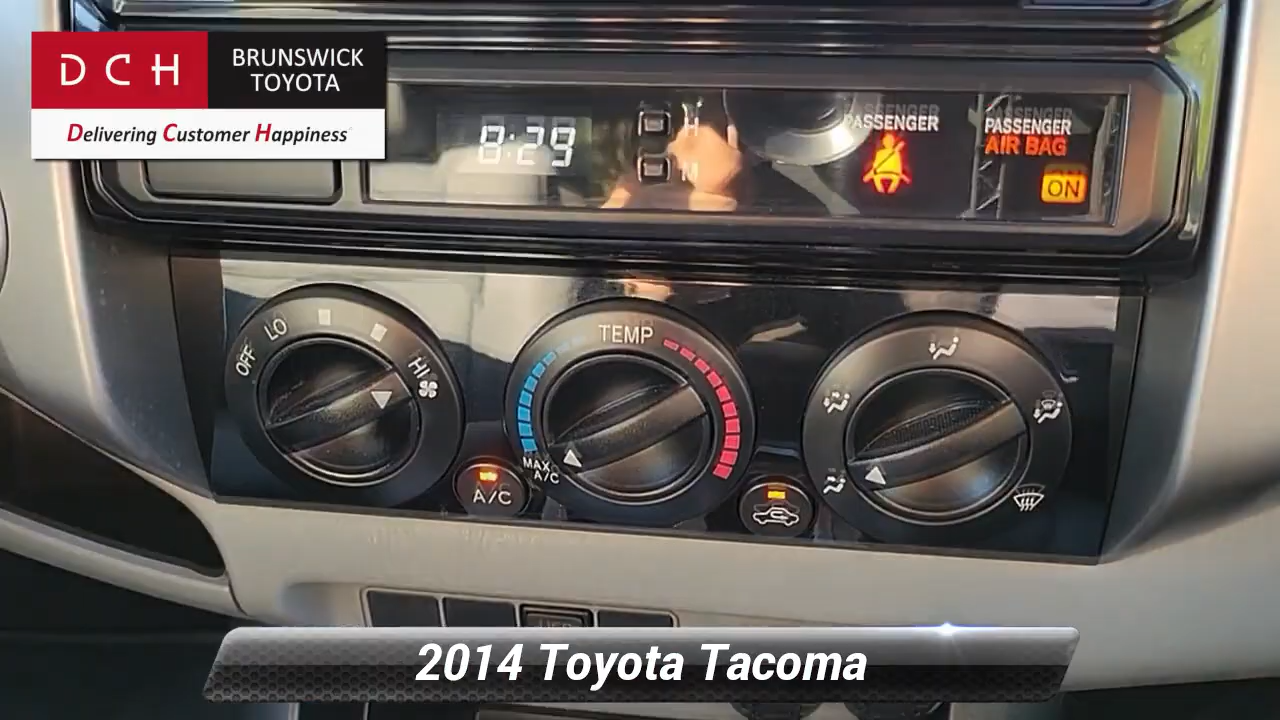 DCH
BRUNSWICK
TOYOTA
Delivering Customer Happiness
8:29
H
M
PASSENGER
PASSENGER
AIR BAG
ON
OFF
LO
HI
TEMP
MAX
A/C
A/C
2014 Toyota Tacoma